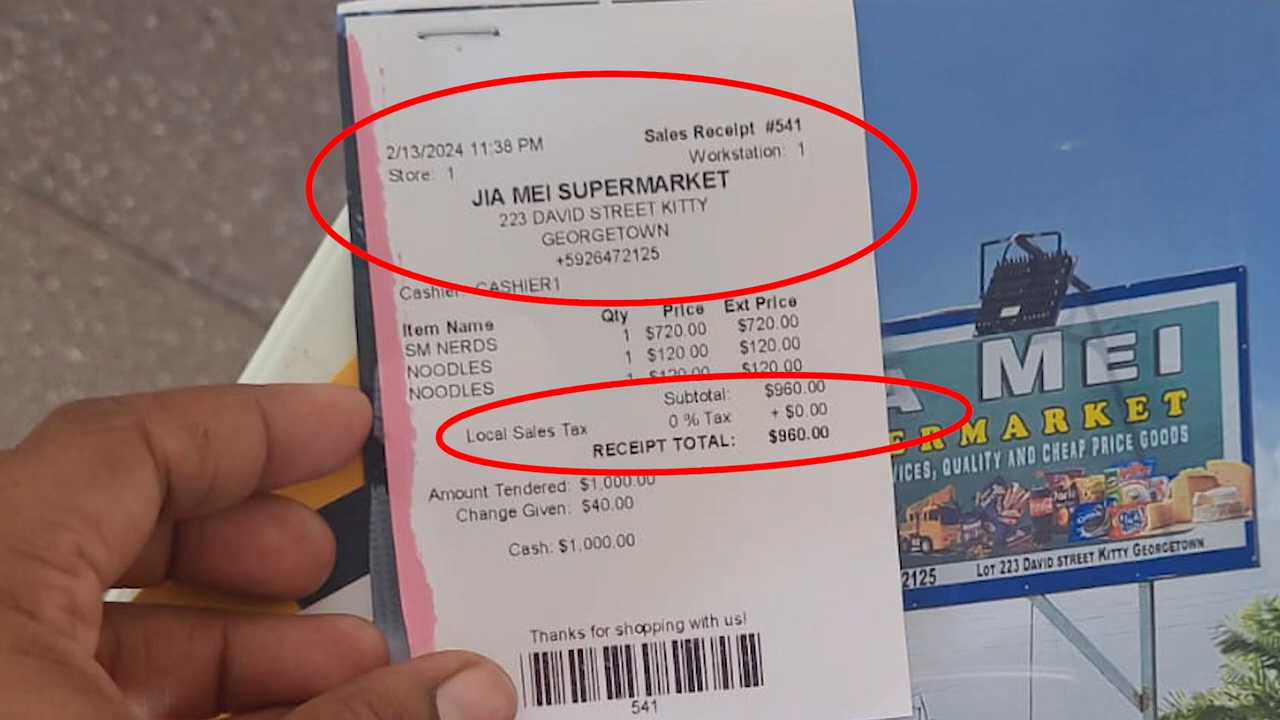 2/13/2024 11:38 PM Sales Receipt #541
Store: 1 Workstation: 1
JIA MEI SUPERMARKET
223 DAVID STREET KITTY
GEORGETOWN
+5926472125
Cashier: CASHIER1
Item Name Qty Price Ext Price
SM NERDS 1 $720.00 $720.00
NOODLES 1 $120.00 $120.00
NOODLES 1 $120.00 $120.00
Subtotal: $960.00
Local Sales Tax 0 % Tax + $0.00
RECEIPT TOTAL: $960.00
Amount Tendered: $1,000.00
Change Given: $40.00
Cash: $1,000.00
Thanks for shopping with us!
541
A MEI
ERMARKET
VICES, QUALITY AND CHEAP PRICE GOODS
2125 LOT 223 DAVID STREET KITTY GEORGETOWN